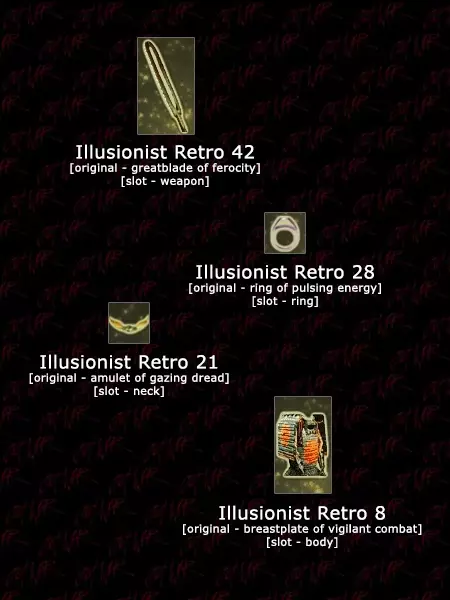 Illusionist Retro 42
[original - greatblade of ferocity]
[slot - weapon]
Illusionist Retro 28
[original - ring of pulsing energy]
[slot - ring]
Illusionist Retro 21
[original - amulet of gazing dread]
[slot - neck]
Illusionist Retro 8
[original - breastplate of vigilant combat]
[slot - body]